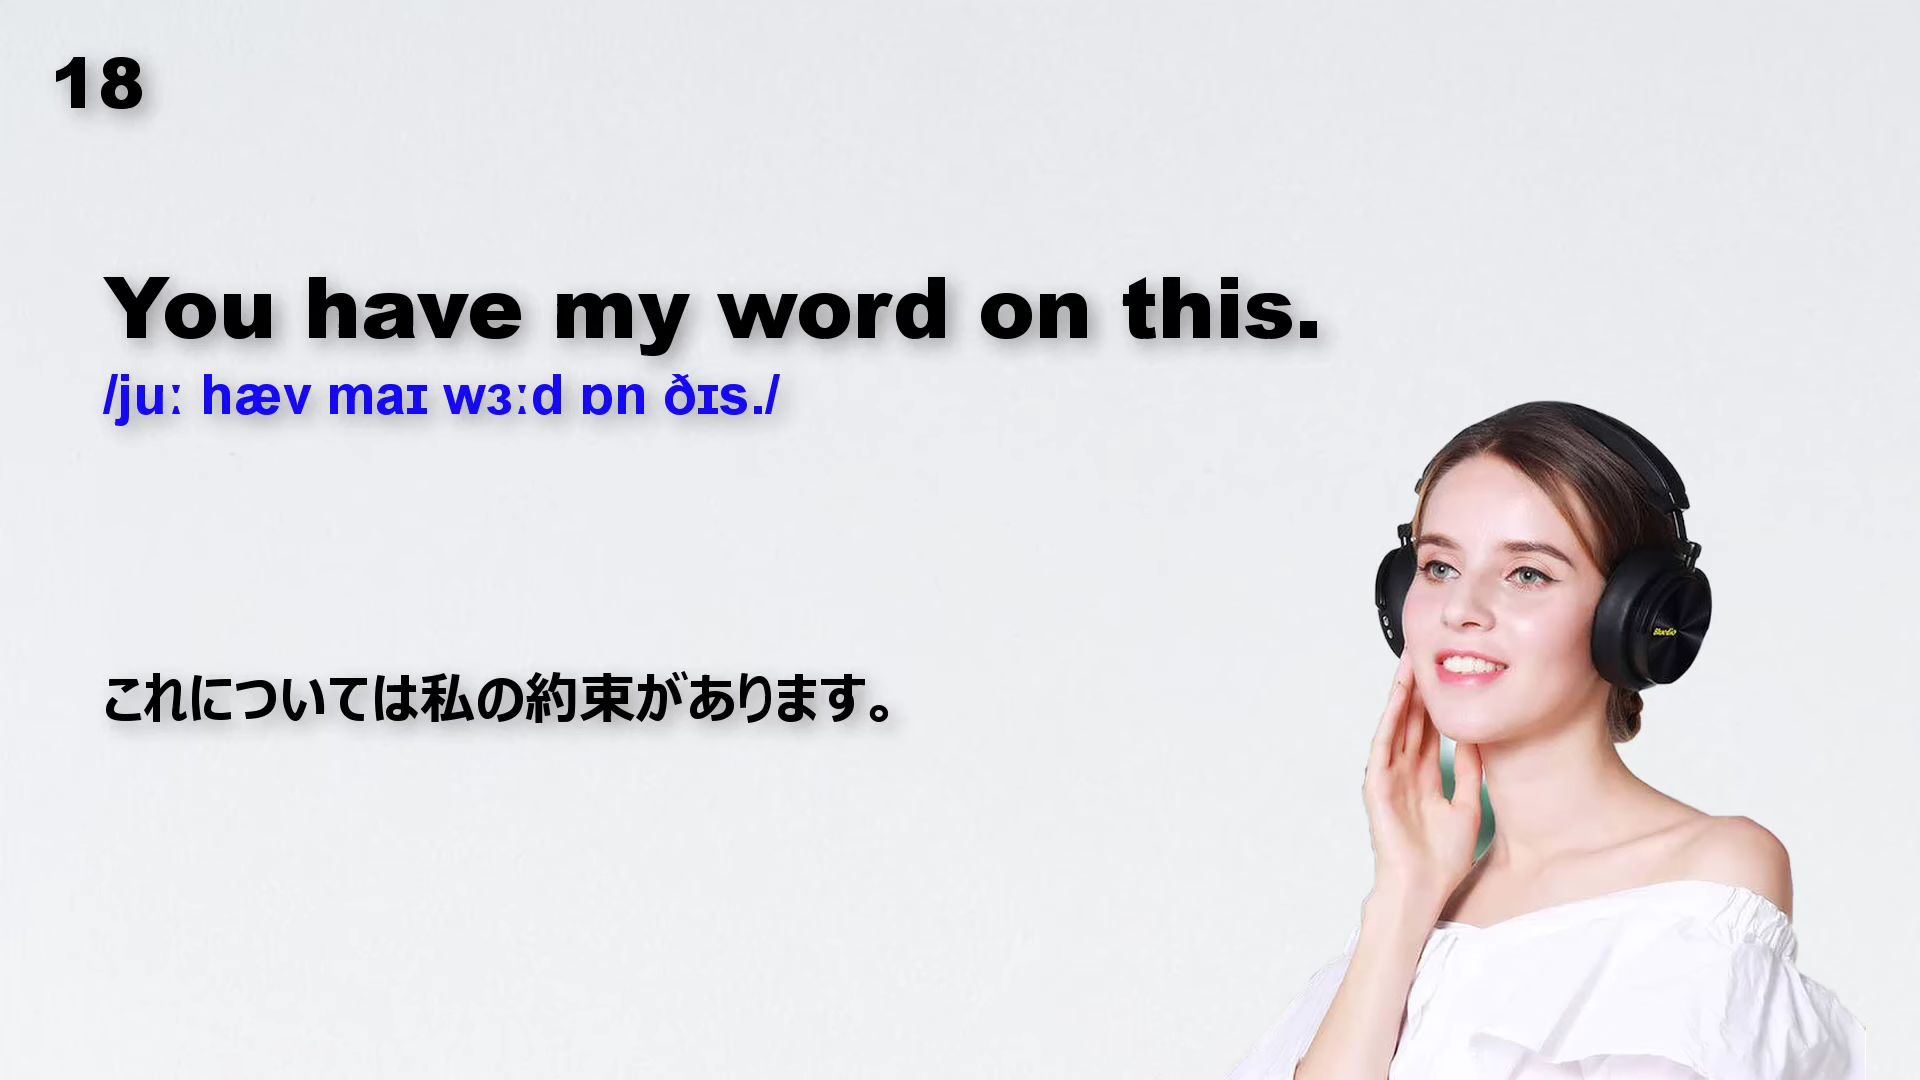 18
You have my word on this.
/juː hæv maɪ wɜːd ɒn ðɪs./
これについては私の約束があります。
Bluedio